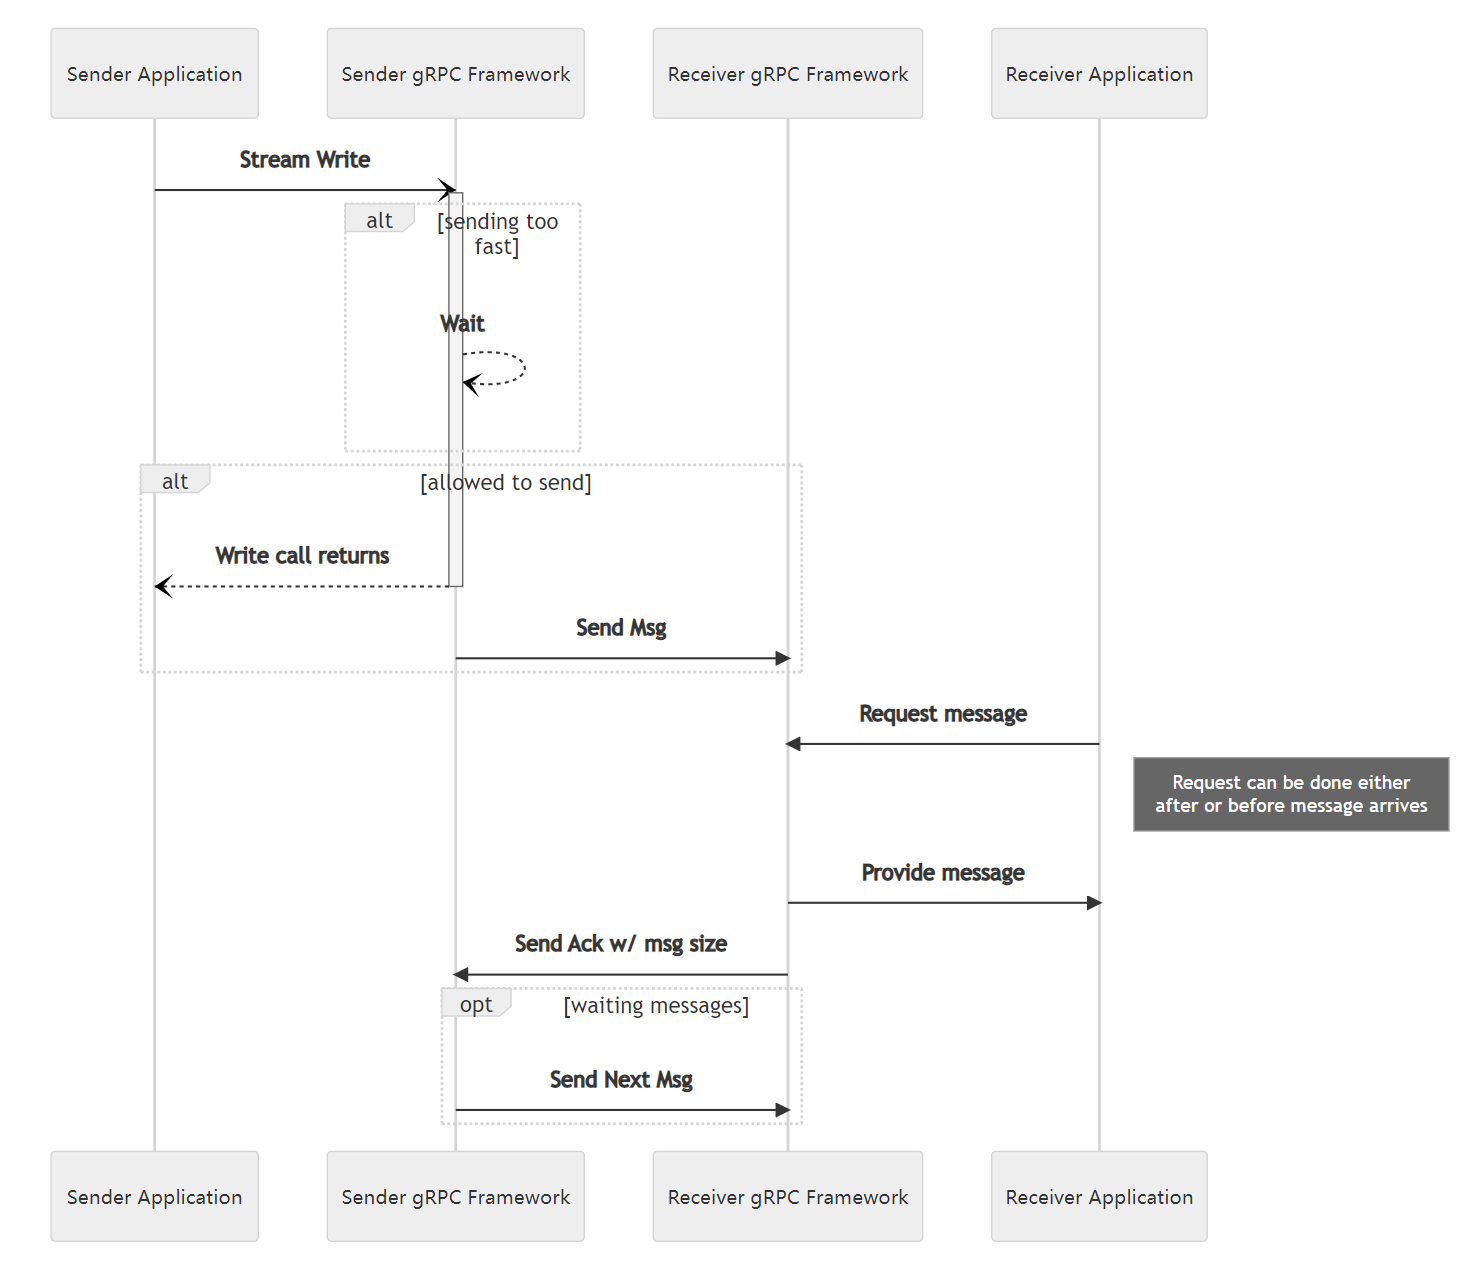 Sender Application
Sender gRPC Framework
Receiver gRPC Framework
Receiver Application
Stream Write
alt
[sending too
fast]
Wait
alt
[allowed to send]
Write call returns
Send Msg
Request message
Request can be done either
after or before message arrives
Provide message
Send Ack w/ msg size
opt
[waiting messages]
Send Next Msg
Sender Application
Sender gRPC Framework
Receiver gRPC Framework
Receiver Application